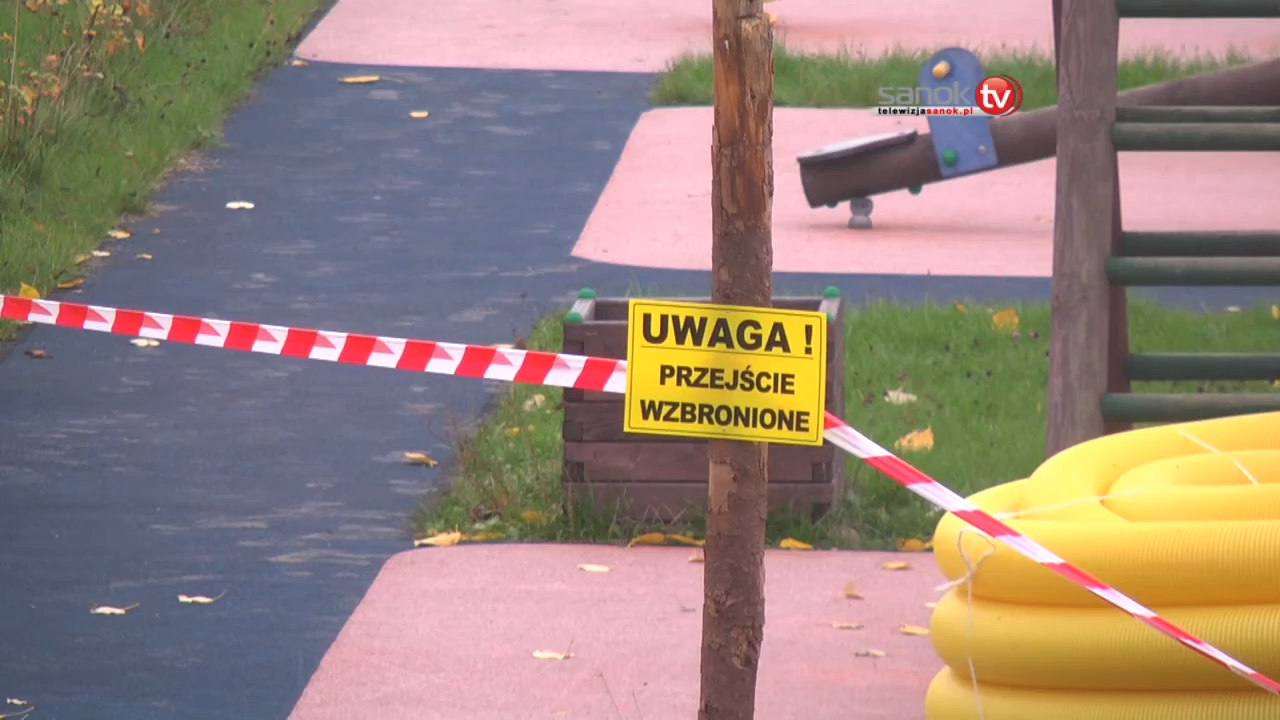 sanok tv
telewizjasanok.pl
UWAGA !
PRZEJŚCIE
WZBRONIONE